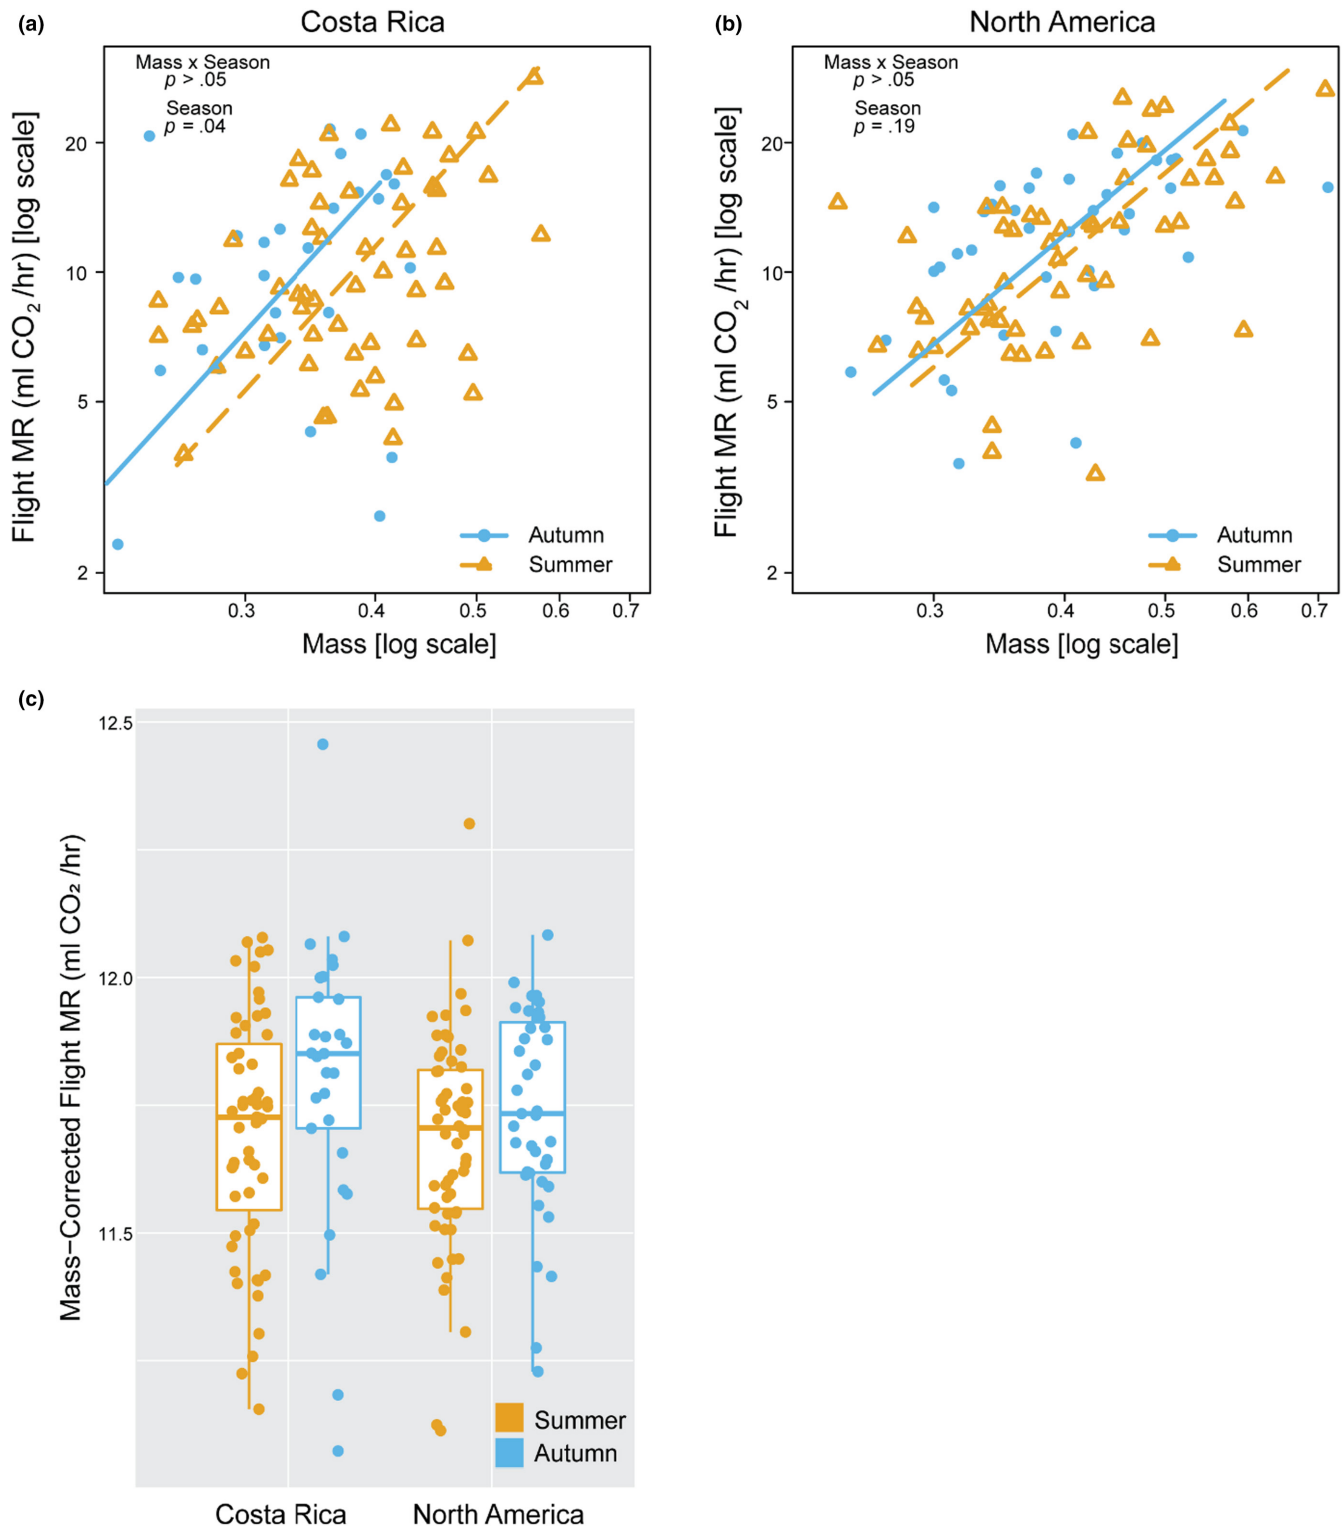 (a)
Costa Rica
Mass x Season
p > .05
Season
p = .04
Flight MR (ml CO2 /hr) [log scale]
20
10
5
2
0.3 0.4 0.5 0.6 0.7
Mass [log scale]
Autumn
Summer
(b)
North America
Mass x Season
p > .05
Season
p = .19
Flight MR (ml CO2 /hr) [log scale]
20
10
5
2
0.3 0.4 0.5 0.6 0.7
Mass [log scale]
Autumn
Summer
(c)
Mass−Corrected Flight MR (ml CO₂ /hr)
12.5
12.0
11.5
Summer
Autumn
Costa Rica North America